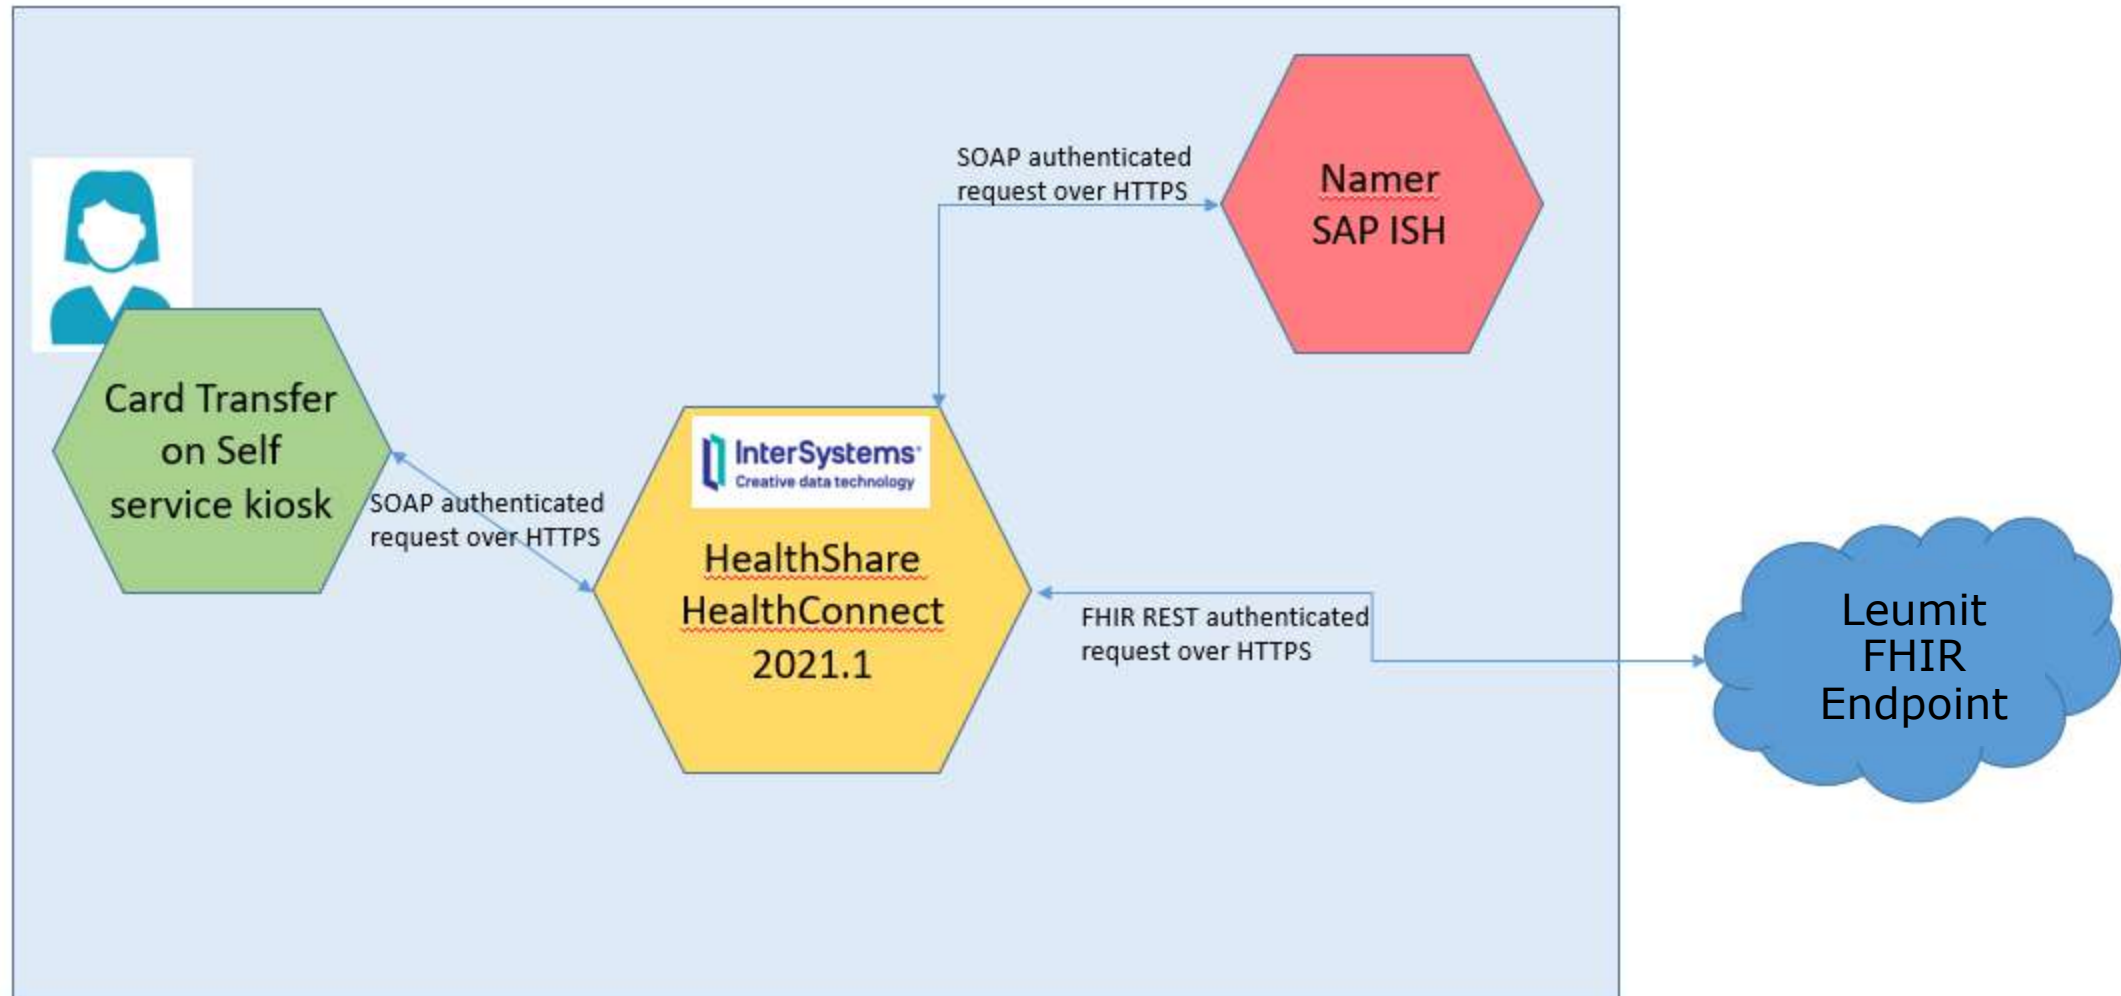 SOAP authenticated
request over HTTPS
Namer
SAP ISH
Card Transfer
on Self
service kiosk
SOAP authenticated
request over HTTPS
InterSystems
Creative data technology
HealthShare
HealthConnect
2021.1
FHIR REST authenticated
request over HTTPS
Leumit
FHIR
Endpoint